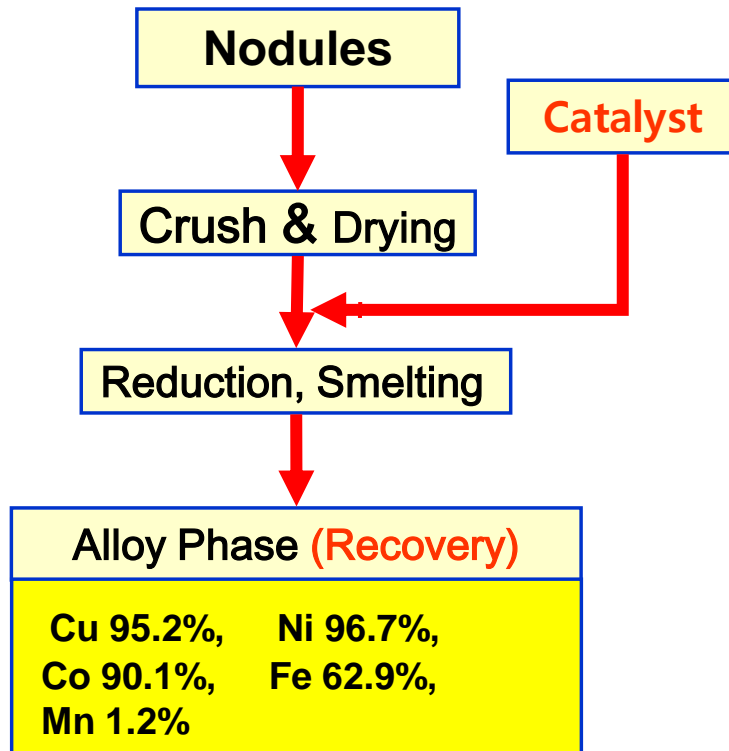 Nodules
Catalyst
Crush & Drying
Reduction, Smelting
Alloy Phase (Recovery)
Cu 95.2%, Ni 96.7%,
Co 90.1%, Fe 62.9%,
Mn 1.2%